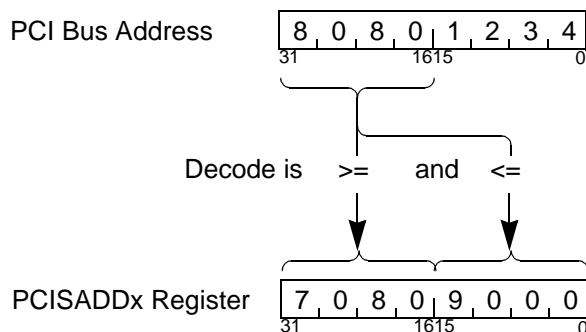 PCI Bus Address 8 0 8 0 1 2 3 4
31 16 15 0
Decode is >= and <=
PCISADDx Register 7 0 8 0 9 0 0 0
31 16 15 0